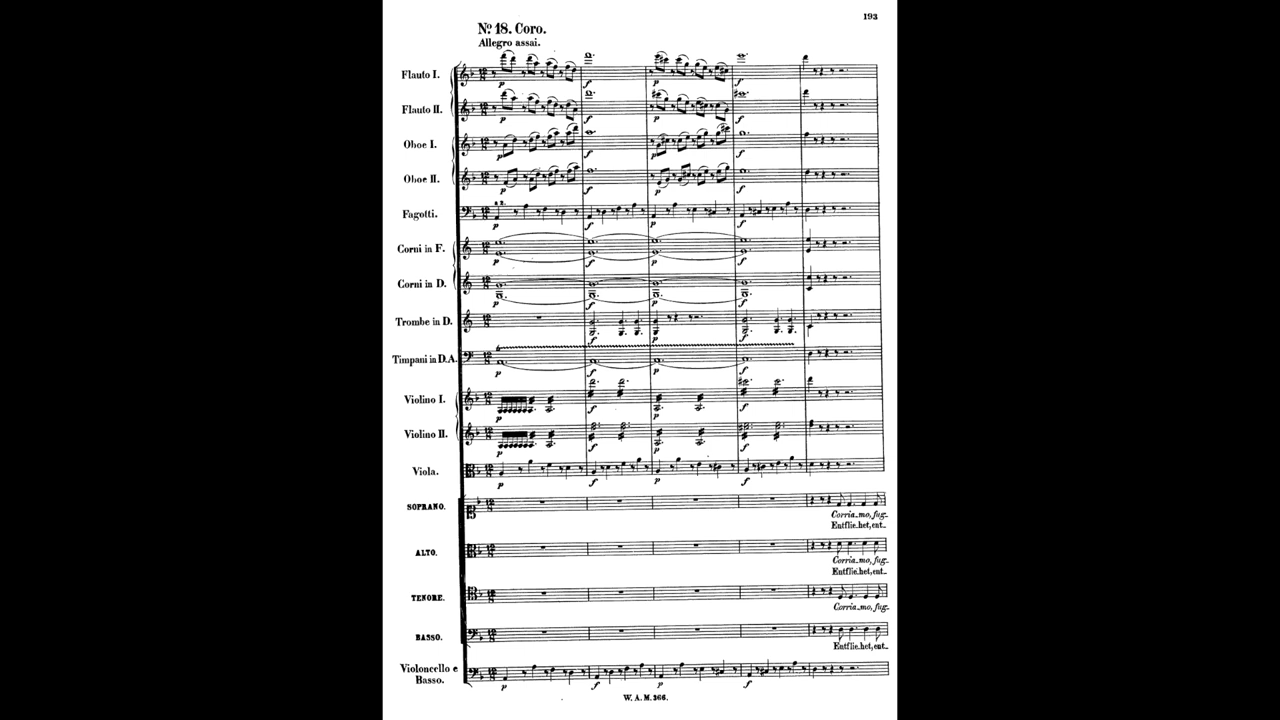 193
No. 18. Coro.
Allegro assai.
Flauto I.
p f p f
Flauto II.
p f p f
Oboe I.
p f p f
Oboe II.
p f p f
a 2.
Fagotti.
p f p f
Corni in F.
p f p f
Corni in D.
p f p f
Trombe in D.
f p f
Timpani in D.A.
p f p f
Violino I.
p f p f
Violino II.
p f p f
Viola.
p f p f
SOPRANO.
Corria_mo, fug_
Entflie_het, ent_
ALTO.
Corria_mo, fug_
Entflie_het, ent_
TENORE.
Corria_mo, fug_
BASSO.
Entflie_het, ent_
Violoncello e
Basso.
p f p f
W. A. M. 366.